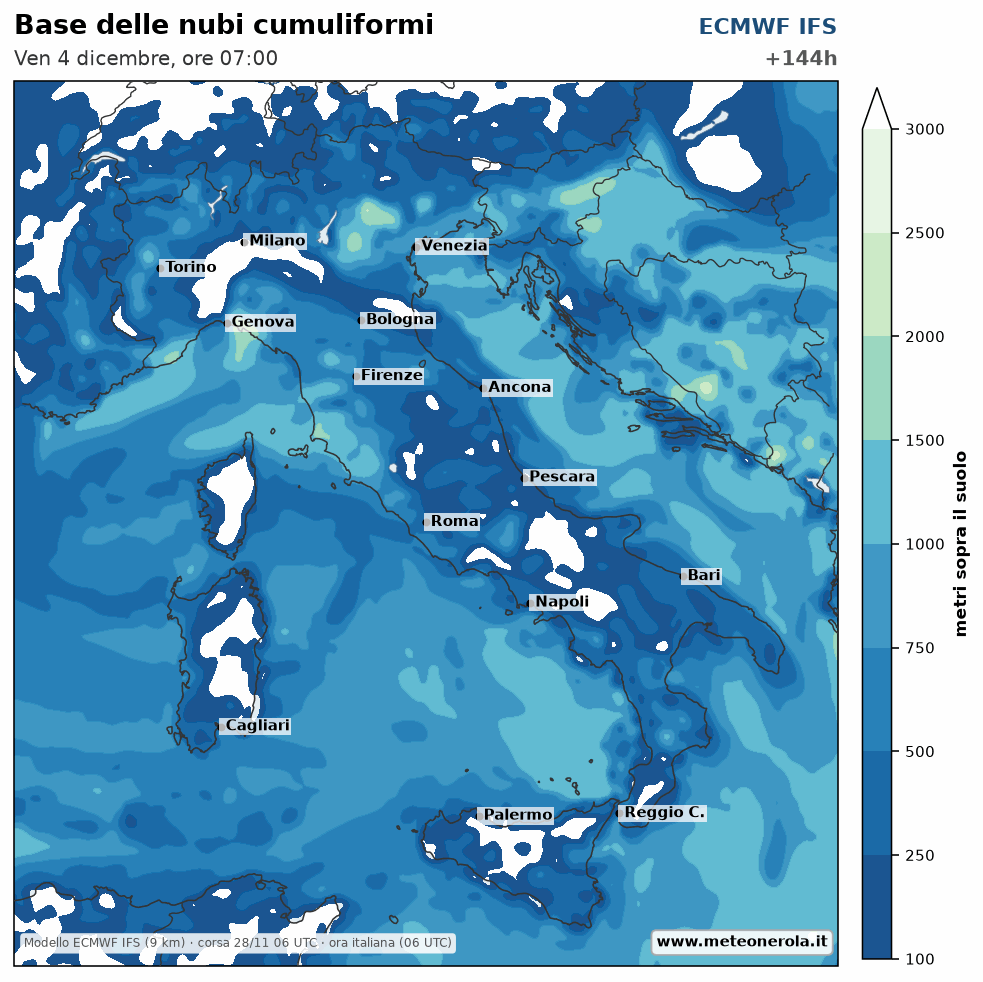 Base delle nubi cumuliformi
ECMWF IFS
Ven 4 dicembre, ore 07:00
+144h
3000
2500
2000
1500
1000
750
500
250
100
metri sopra il suolo
Milano
Venezia
Torino
Genova
Bologna
Firenze
Ancona
Pescara
Roma
Bari
Napoli
Cagliari
Palermo
Reggio C.
Modello ECMWF IFS (9 km) · corsa 28/11 06 UTC · ora italiana (06 UTC)
www.meteonerola.it